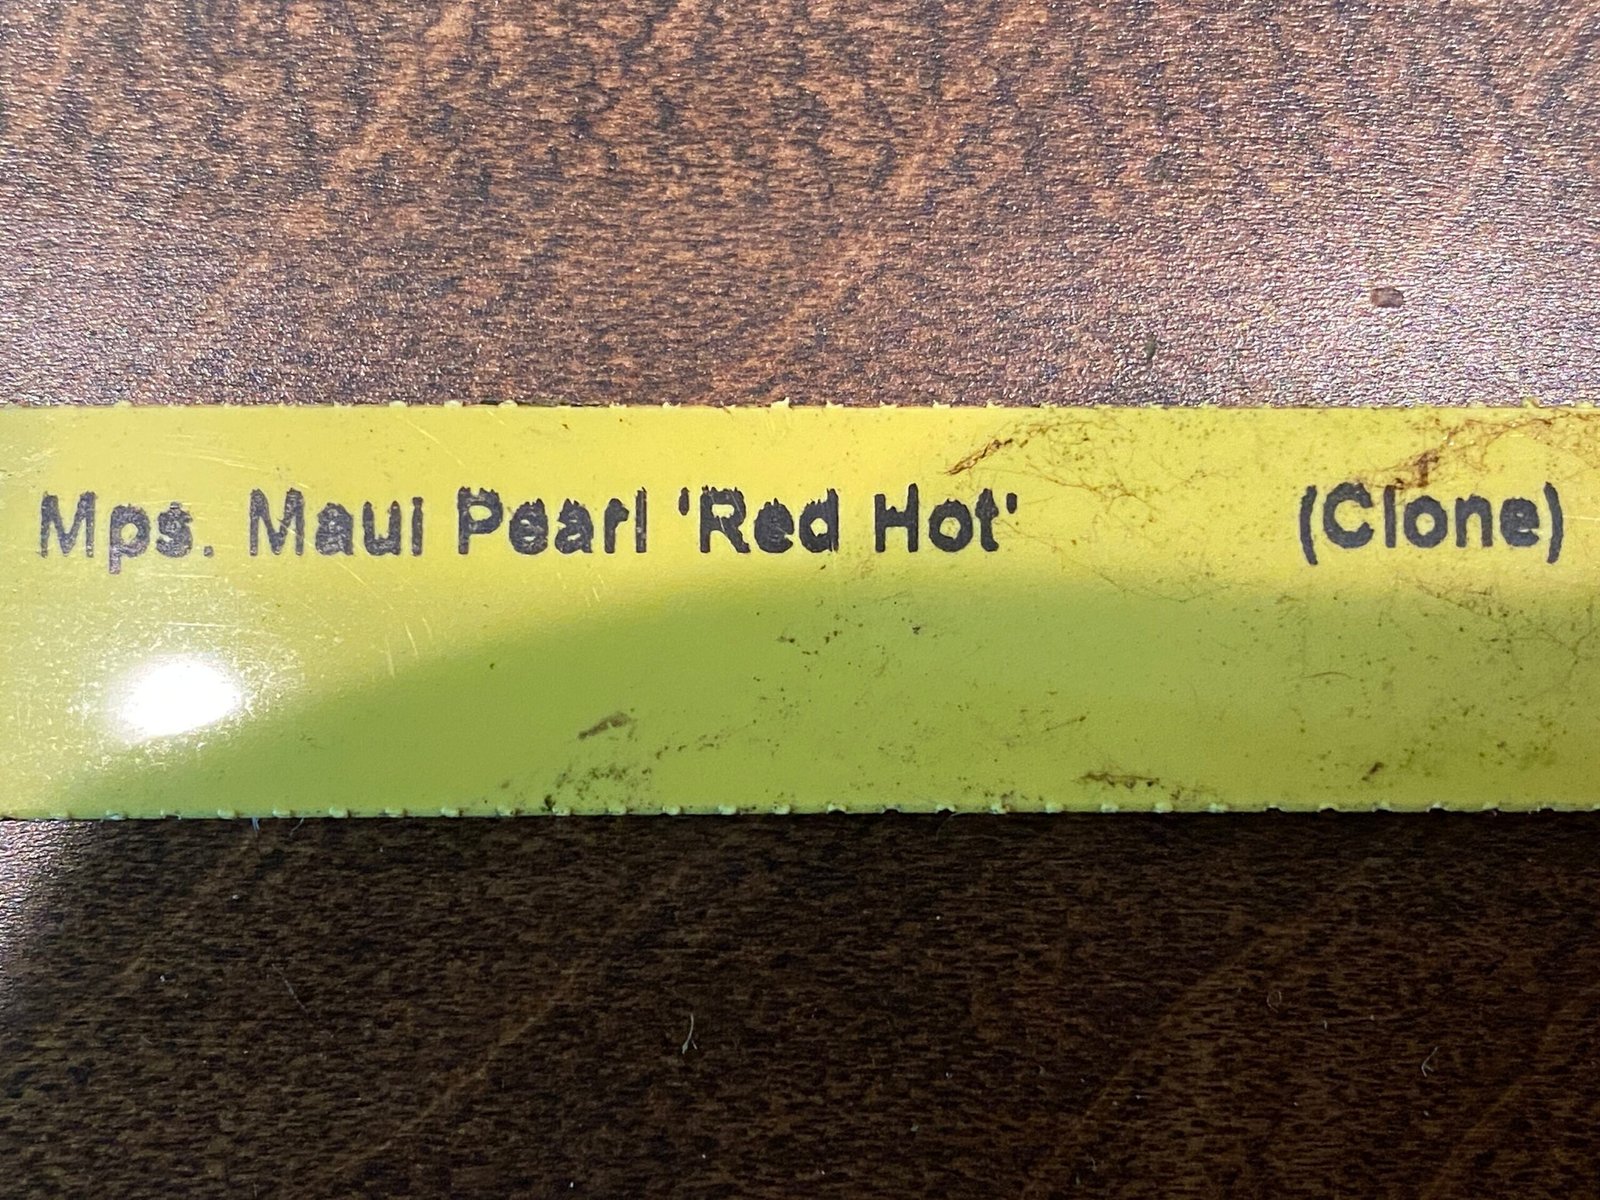 Mps. Maui Pearl 'Red Hot' (Clone)